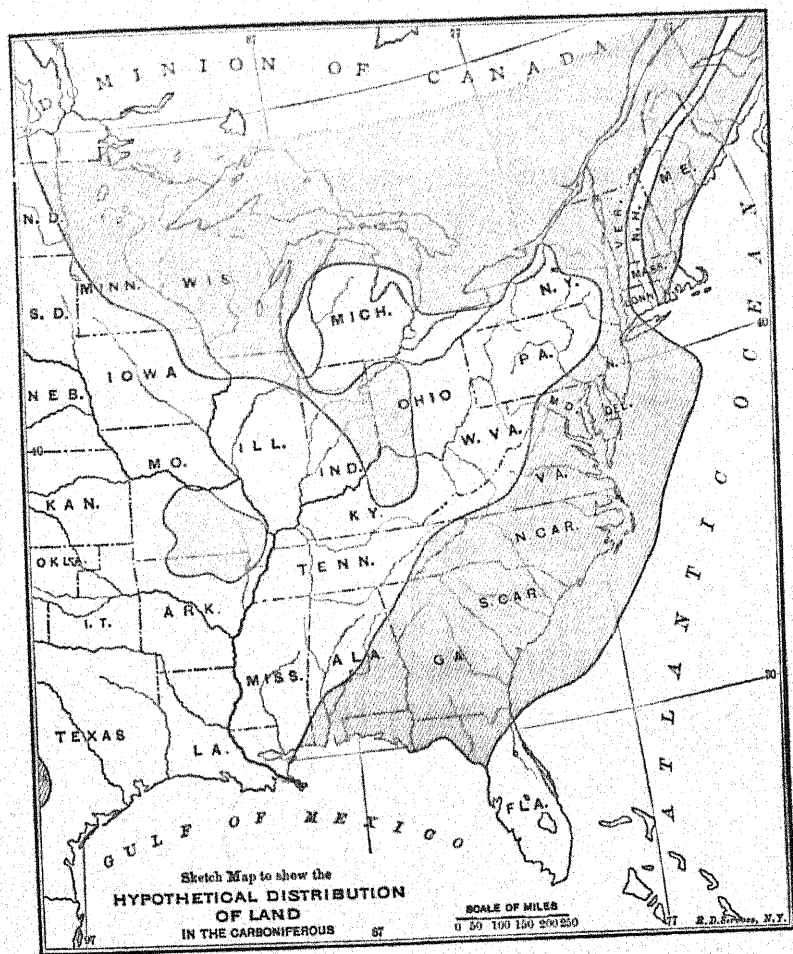 DOMINION OF CANADA
N. D.
MINN.
WIS
S. D.
MICH.
N. Y.
VER.
N. H.
ME.
MASS.
CONN
IOWA
NEB.
OHIO
PA.
N.
M D.
DEL.
ILL.
IND.
W. VA.
VA.
40
MO.
KAN.
KY.
N CAR.
TENN.
I. T.
ARK.
S. CAR.
MISS.
ALA
GA
TEXAS
LA.
FLA.
ATLANTIC OCEAN
GULF OF MEXICO
30
Sketch Map to show the
HYPOTHETICAL DISTRIBUTION
OF LAND
IN THE CARBONIFEROUS
SCALE OF MILES
0 50 100 150 200 250
97
87
77
R.D. Servoss, N.Y.